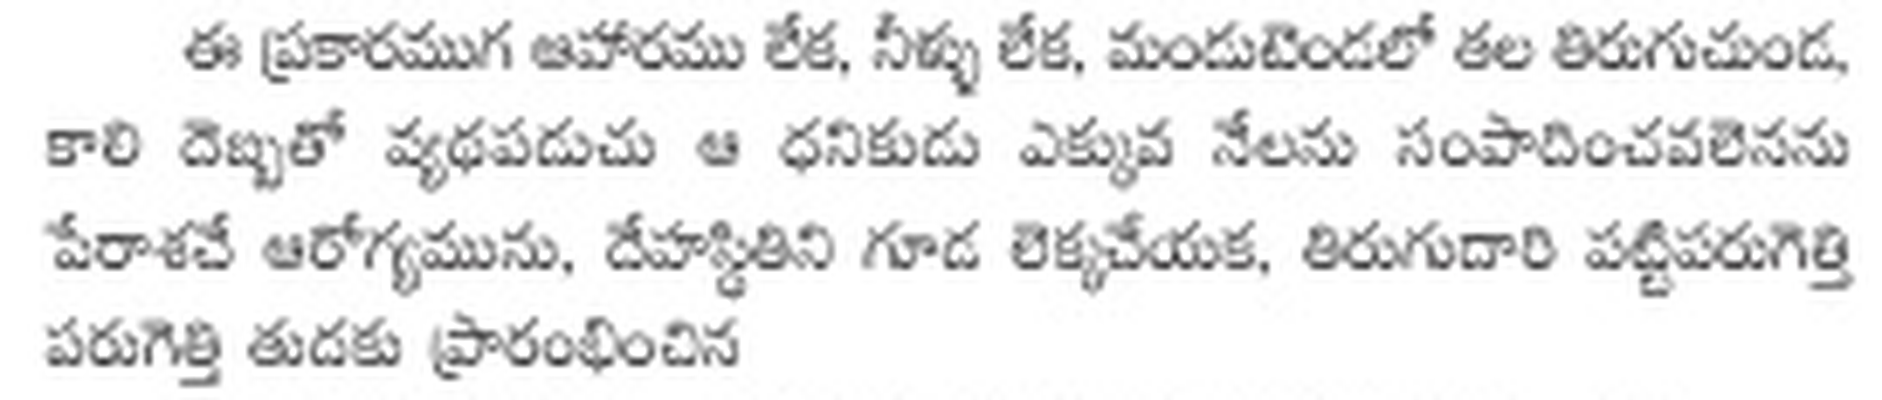 ఈ ప్రకారముగ ఆహారము లేక, నీళ్ళు లేక, మండుటెండలో తల తిరుగుచుండ,
కాలి దెబ్బతో వ్యథపడుచు ఆ ధనికుడు ఎక్కువ నేలను సంపాదించవలెనను
పేరాశచే ఆరోగ్యమును, దేహస్థితిని గూడ లెక్కచేయక, తిరుగుదారి పట్టిపరుగెత్తి
పరుగెత్తి తుదకు ప్రారంభించిన